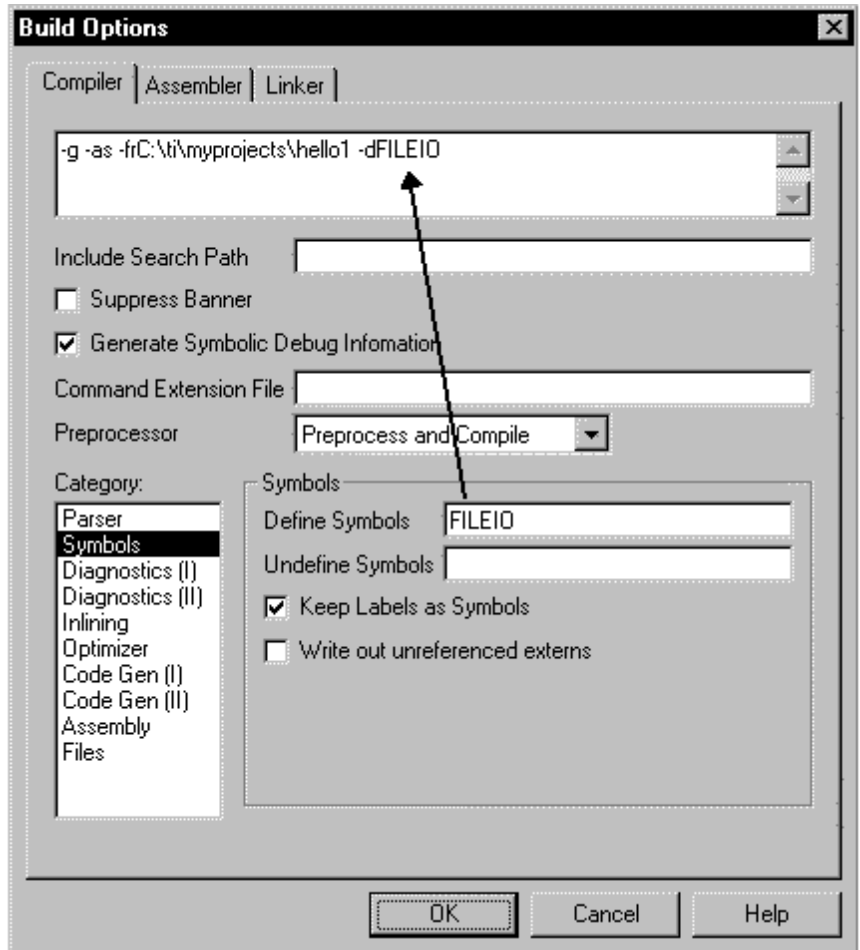 Build Options
Compiler Assembler Linker
-g -as -frC:\ti\myprojects\hello1 -dFILEIO
Include Search Path
Suppress Banner
Generate Symbolic Debug Infomation
Command Extension File
Preprocessor Preprocess and Compile
Category:
Parser
Symbols
Diagnostics (I)
Diagnostics (II)
Inlining
Optimizer
Code Gen (I)
Code Gen (II)
Assembly
Files
Symbols
Define Symbols FILEIO
Undefine Symbols
Keep Labels as Symbols
Write out unreferenced externs
OK Cancel Help